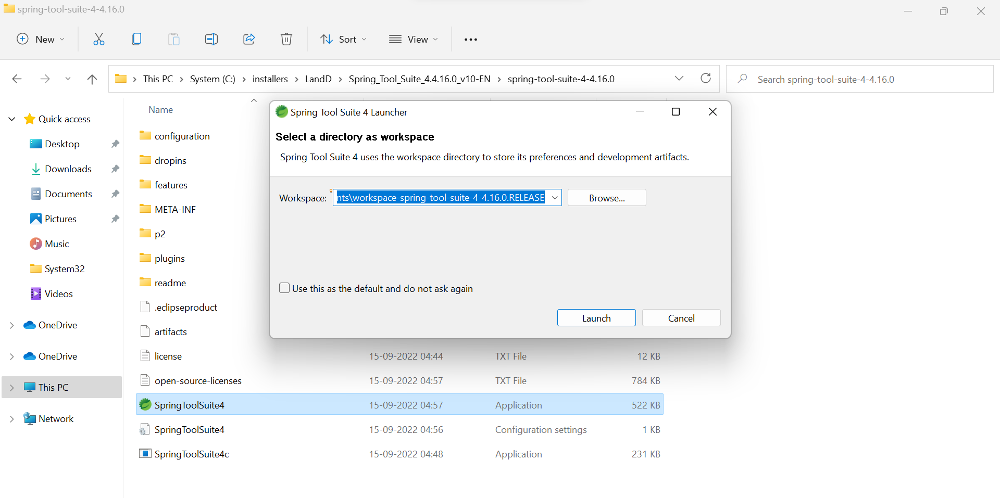 spring-tool-suite-4-4.16.0
New
Sort
View
This PC > System (C:) > installers > LandD > Spring_Tool_Suite_4.4.16.0_v10-EN > spring-tool-suite-4-4.16.0
Search spring-tool-suite-4-4.16.0
Quick access
Desktop
Downloads
Documents
Pictures
Music
System32
Videos
OneDrive
OneDrive
This PC
Network
Name
configuration
dropins
features
META-INF
p2
plugins
readme
.eclipseproduct
artifacts
license 15-09-2022 04:44 TXT File 12 KB
open-source-licenses 15-09-2022 04:57 TXT File 784 KB
SpringToolSuite4 15-09-2022 04:57 Application 522 KB
SpringToolSuite4 15-09-2022 04:56 Configuration settings 1 KB
SpringToolSuite4c 15-09-2022 04:48 Application 231 KB
Spring Tool Suite 4 Launcher
Select a directory as workspace
Spring Tool Suite 4 uses the workspace directory to store its preferences and development artifacts.
Workspace: nts\workspace-spring-tool-suite-4-4.16.0.RELEASE Browse...
Use this as the default and do not ask again
Launch Cancel